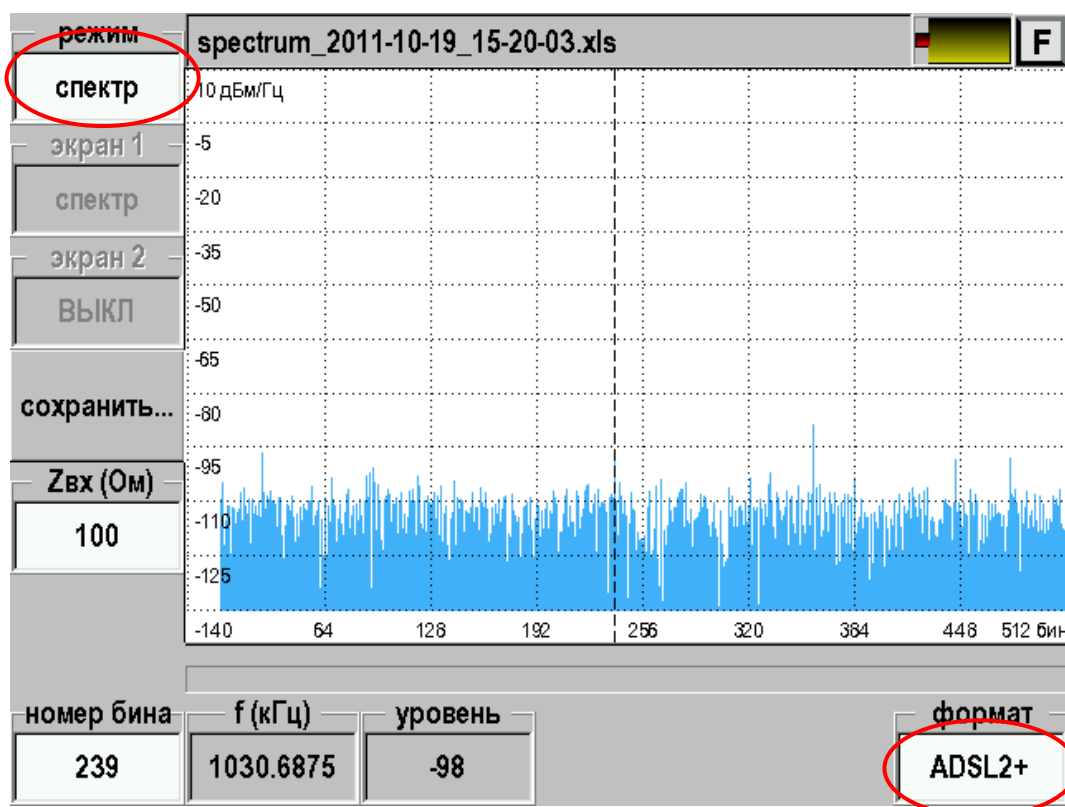 режим
спектр
экран 1
спектр
экран 2
ВЫКЛ
сохранить...
Zвх (Ом)
100
spectrum_2011-10-19_15-20-03.xls
F
10 дБм/Гц
-5
-20
-35
-50
-65
-80
-95
-110
-125
-140 64 128 192 256 320 384 448 512 бин
номер бина
239
f (кГц)
1030.6875
уровень
-98
формат
ADSL2+